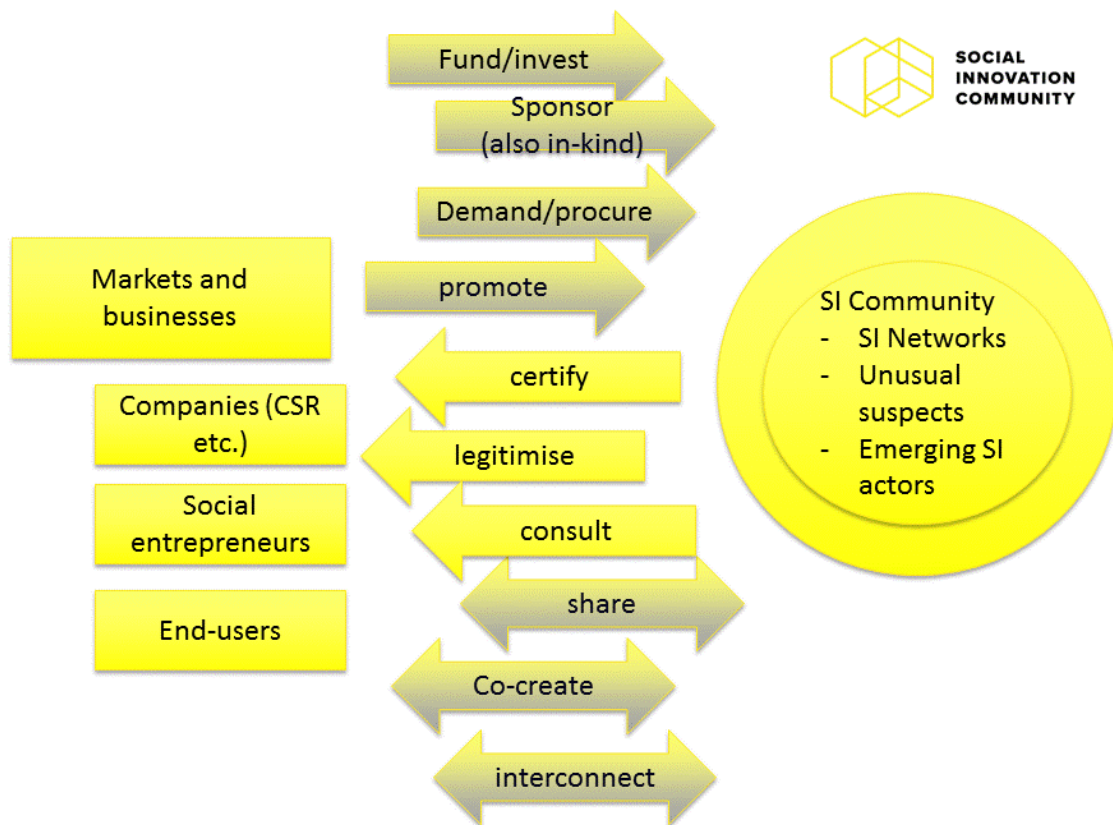 Fund/invest
SOCIAL
INNOVATION
COMMUNITY
Sponsor
(also in-kind)
Demand/procure
Markets and
businesses
promote
SI Community
- SI Networks
- Unusual
suspects
- Emerging SI
actors
certify
Companies (CSR
etc.)
legitimise
Social
entrepreneurs
consult
share
End-users
Co-create
interconnect